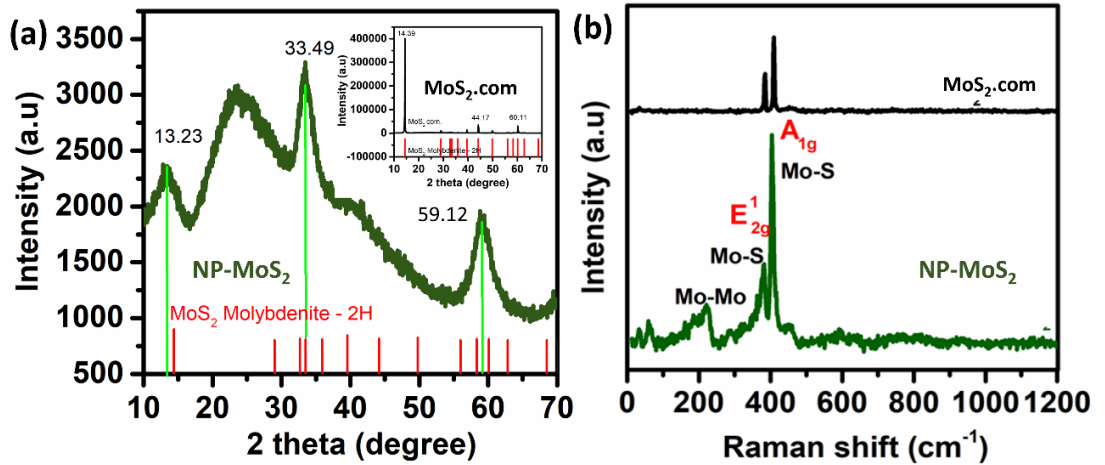 (a)
3500
3000
2500
2000
1500
1000
500
Intensity (a.u)
13.23
33.49
59.12
NP-MoS₂
MoS₂ Molybdenite - 2H
10 20 30 40 50 60 70
2 theta (degree)
400000
300000
200000
100000
0
-100000
Intensity (a.u)
14.39
MoS₂.com
MoS₂ com.
44.17
60.11
MoS₂ Molybdenite - 2H
10 20 30 40 50 60 70
2 theta (degree)
(b)
Intensity (a.u)
MoS₂.com
2
A₁g
Mo-S
E¹₂g
Mo-S
Mo-Mo
NP-MoS₂
2
0 200 400 600 800 1000 1200
Raman shift (cm⁻¹)